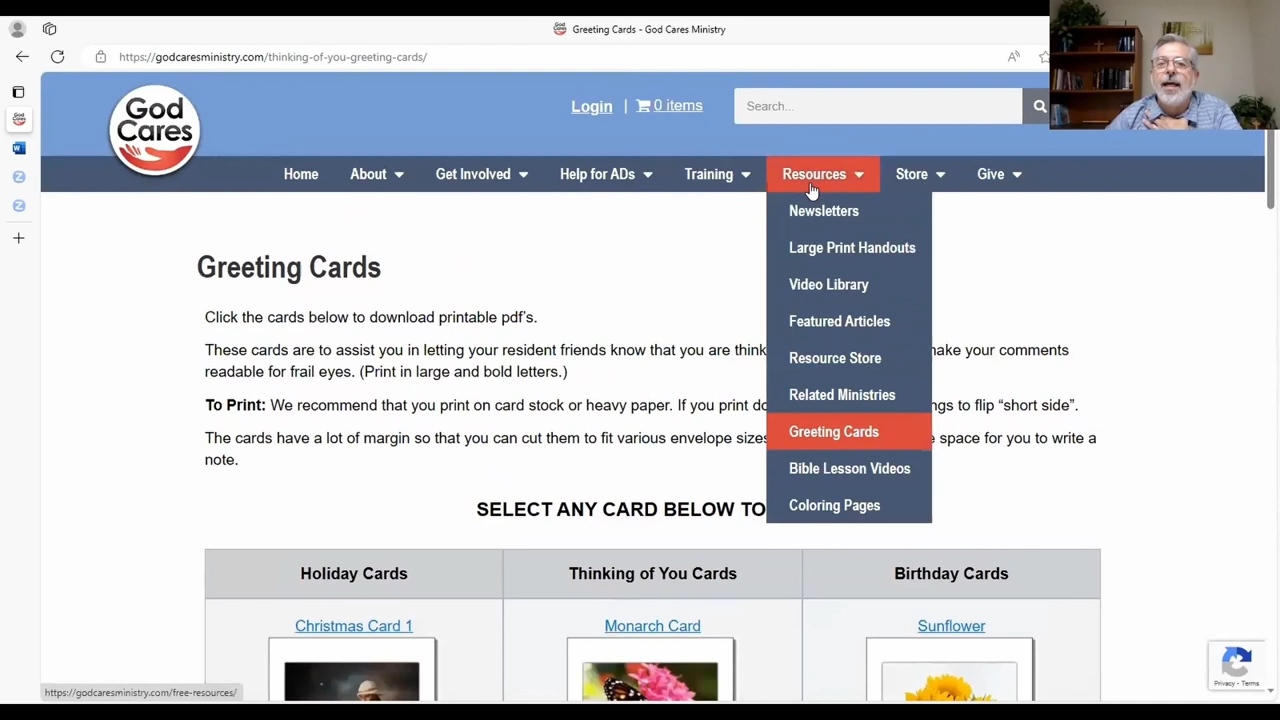 Greeting Cards - God Cares Ministry
https://godcaresministry.com/thinking-of-you-greeting-cards/
God Cares
Login | 0 items
Search...
Home About Get Involved Help for ADs Training Resources Store Give
Newsletters
Large Print Handouts
Video Library
Featured Articles
Resource Store
Related Ministries
Greeting Cards
Bible Lesson Videos
Coloring Pages
Greeting Cards
Click the cards below to download printable pdf's.
These cards are to assist you in letting your resident friends know that you are think make your comments
readable for frail eyes. (Print in large and bold letters.)
To Print: We recommend that you print on card stock or heavy paper. If you print do ngs to flip “short side”.
The cards have a lot of margin so that you can cut them to fit various envelope sizes e space for you to write a
note.
SELECT ANY CARD BELOW TO
Holiday Cards Thinking of You Cards Birthday Cards
Christmas Card 1 Monarch Card Sunflower
https://godcaresministry.com/free-resources/
Privacy - Terms